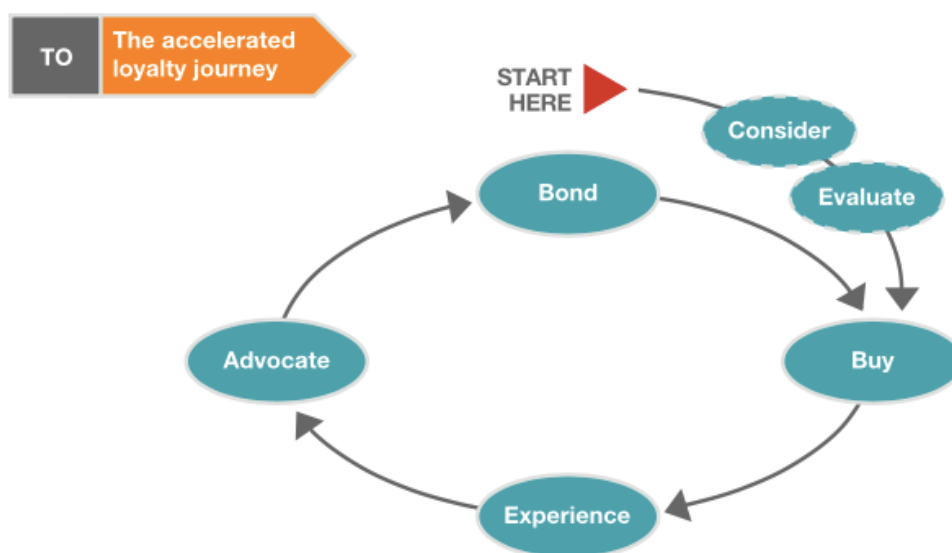 TO
The accelerated
loyalty journey
START
HERE
Consider
Evaluate
Bond
Buy
Advocate
Experience